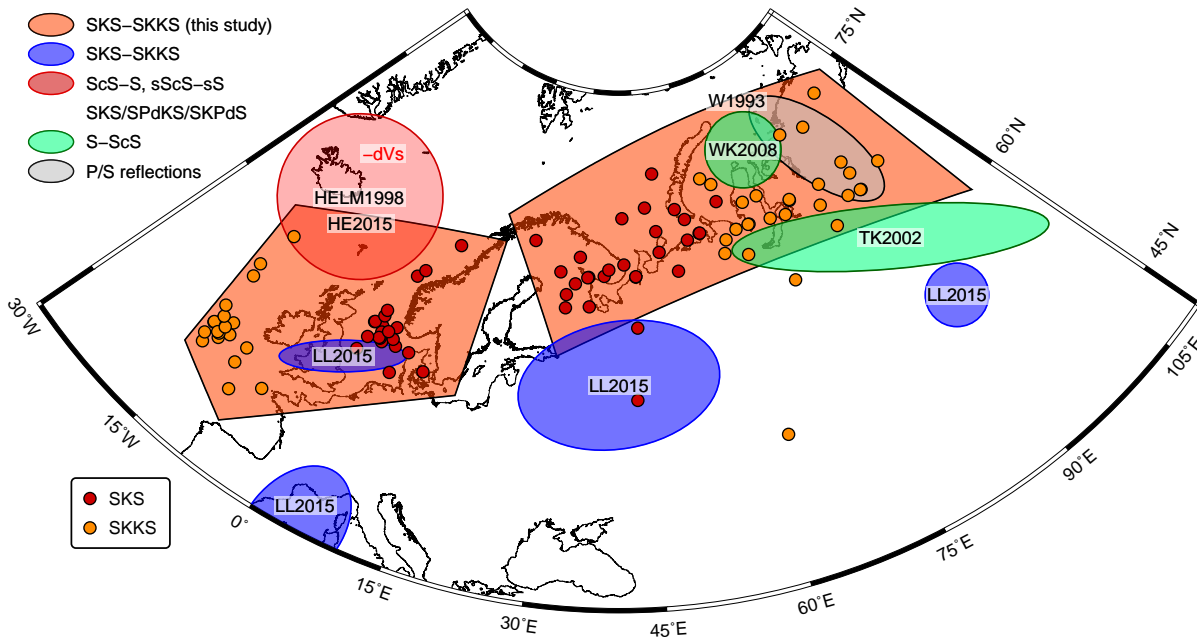 SKS−SKKS (this study)
SKS−SKKS
ScS−S, sScS−sS
SKS/SPdKS/SKPdS
S−ScS
P/S reflections
75˚N
W1993
−dVs
WK2008
60˚N
HELM1998
HE2015
TK2002
45˚N
LL2015
30˚W
LL2015
105˚E
LL2015
15˚W
90˚E
SKS
SKKS
LL2015
0˚
75˚E
15˚E
60˚E
30˚E
45˚E